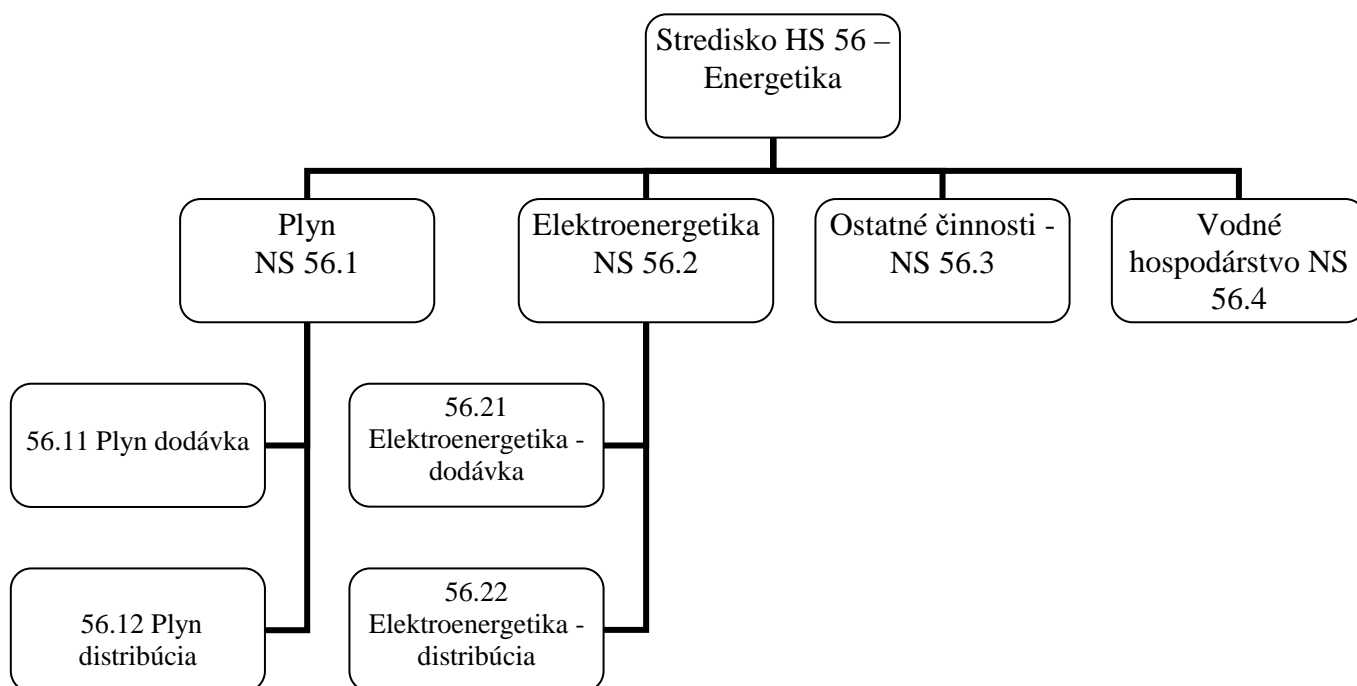 Stredisko HS 56 –
Energetika
Plyn
NS 56.1
Elektroenergetika
NS 56.2
Ostatné činnosti -
NS 56.3
Vodné
hospodárstvo NS
56.4
56.11 Plyn dodávka
56.21
Elektroenergetika -
dodávka
56.12 Plyn
distribúcia
56.22
Elektroenergetika -
distribúcia